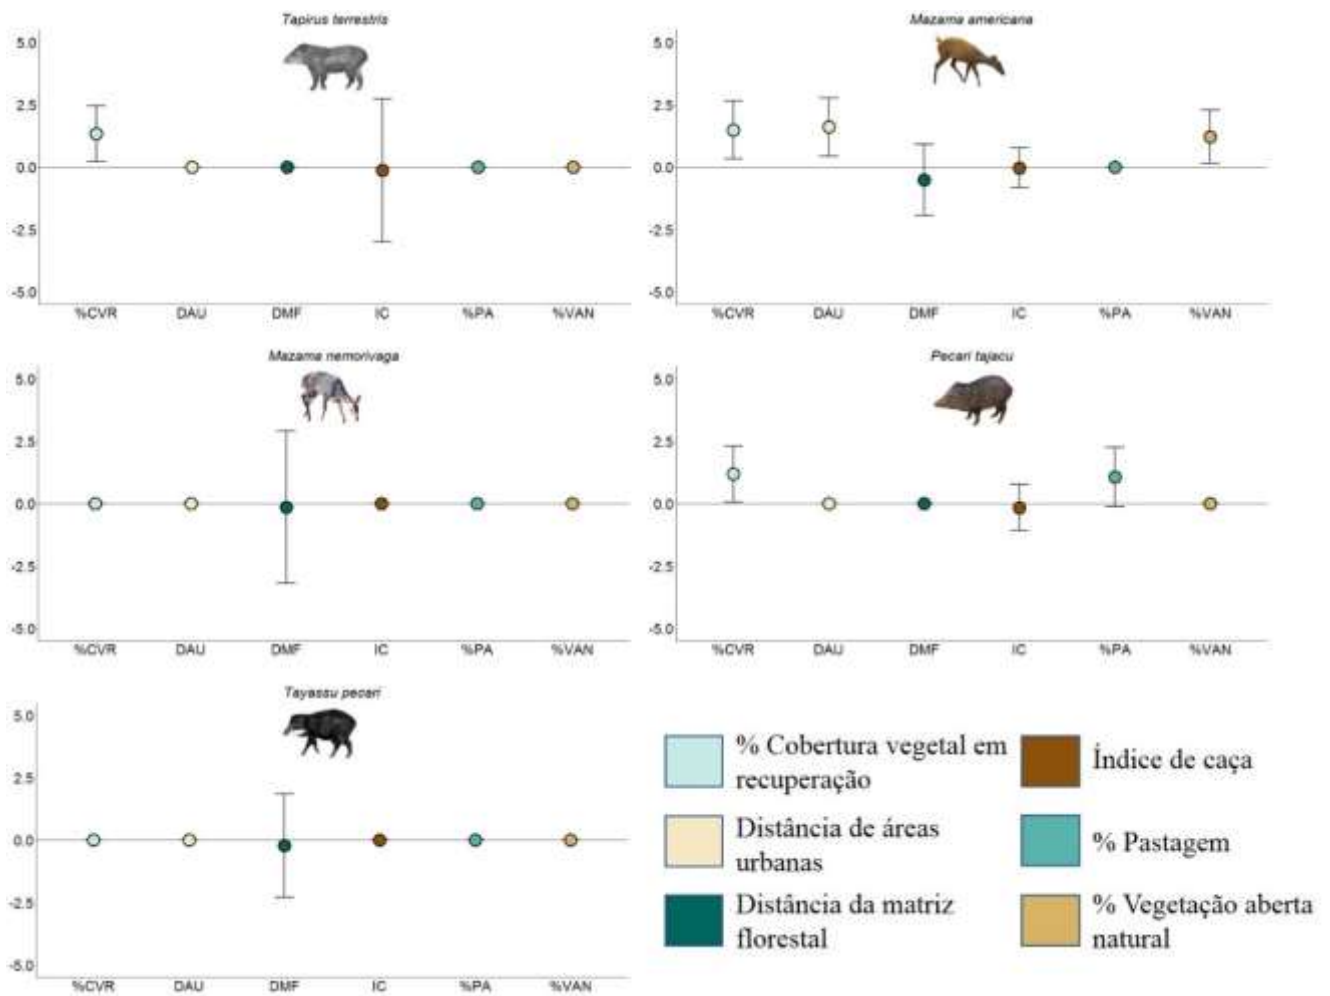 Tapirus terrestris
5.0
2.5
0.0
-2.5
-5.0
%CVR DAU DMF IC %PA %VAN
Mazama americana
5.0
2.5
0.0
-2.5
-5.0
%CVR DAU DMF IC %PA %VAN
Mazama nemorivaga
5.0
2.5
0.0
-2.5
-5.0
%CVR DAU DMF IC %PA %VAN
Pecari tajacu
5.0
2.5
0.0
-2.5
-5.0
%CVR DAU DMF IC %PA %VAN
Tayassu pecari
5.0
2.5
0.0
-2.5
-5.0
%CVR DAU DMF IC %PA %VAN
% Cobertura vegetal em
recuperação
Distância de áreas
urbanas
Distância da matriz
florestal
Índice de caça
% Pastagem
% Vegetação aberta
natural